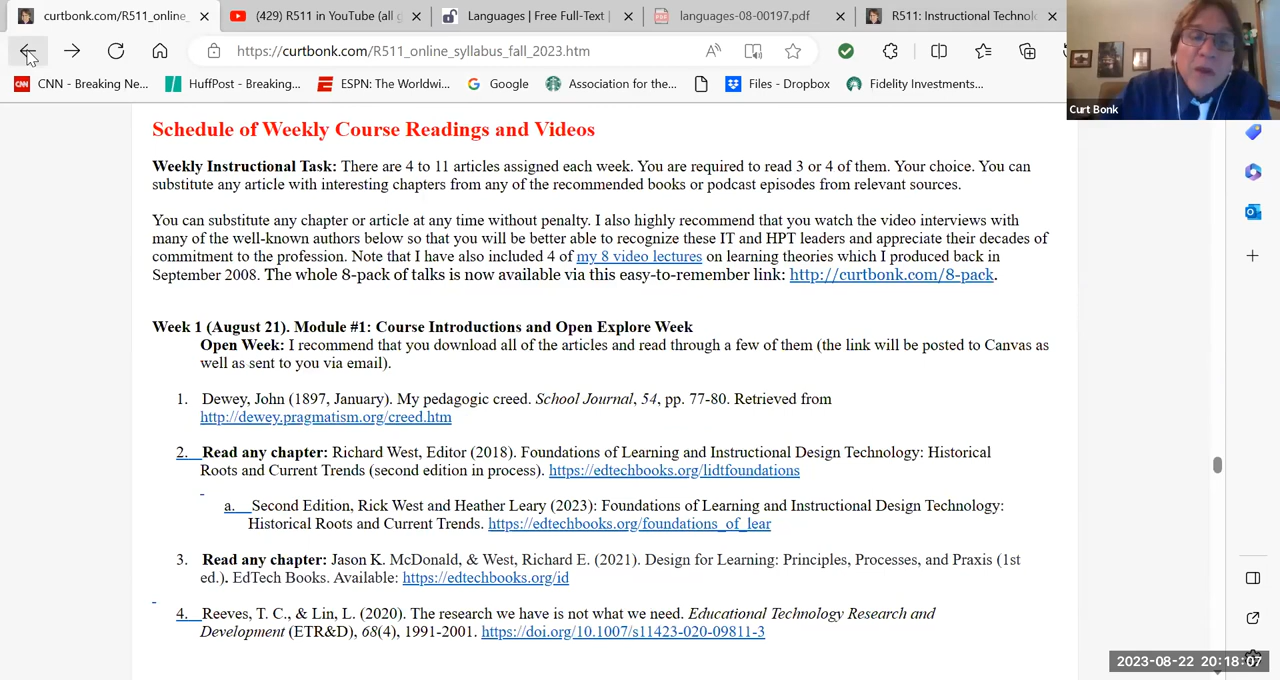 curtbonk.com/R511_online_
(429) R511 in YouTube (all
Languages | Free Full-Text |
languages-08-00197.pdf
R511: Instructional Technol
https://curtbonk.com/R511_online_syllabus_fall_2023.htm
CNN - Breaking Ne...
HuffPost - Breaking...
ESPN: The Worldwi...
Google
Association for the...
Files - Dropbox
Fidelity Investments...
Curt Bonk
Schedule of Weekly Course Readings and Videos
Weekly Instructional Task: There are 4 to 11 articles assigned each week. You are required to read 3 or 4 of them. Your choice. You can
substitute any article with interesting chapters from any of the recommended books or podcast episodes from relevant sources.
You can substitute any chapter or article at any time without penalty. I also highly recommend that you watch the video interviews with
many of the well-known authors below so that you will be better able to recognize these IT and HPT leaders and appreciate their decades of
commitment to the profession. Note that I have also included 4 of my 8 video lectures on learning theories which I produced back in
September 2008. The whole 8-pack of talks is now available via this easy-to-remember link: http://curtbonk.com/8-pack.
Week 1 (August 21). Module #1: Course Introductions and Open Explore Week
Open Week: I recommend that you download all of the articles and read through a few of them (the link will be posted to Canvas as
well as sent to you via email).
1. Dewey, John (1897, January). My pedagogic creed. School Journal, 54, pp. 77-80. Retrieved from
http://dewey.pragmatism.org/creed.htm
2. Read any chapter: Richard West, Editor (2018). Foundations of Learning and Instructional Design Technology: Historical
Roots and Current Trends (second edition in process). https://edtechbooks.org/lidtfoundations
a. Second Edition, Rick West and Heather Leary (2023): Foundations of Learning and Instructional Design Technology:
Historical Roots and Current Trends. https://edtechbooks.org/foundations_of_lear
3. Read any chapter: Jason K. McDonald, & West, Richard E. (2021). Design for Learning: Principles, Processes, and Praxis (1st
ed.). EdTech Books. Available: https://edtechbooks.org/id
4. Reeves, T. C., & Lin, L. (2020). The research we have is not what we need. Educational Technology Research and
Development (ETR&D), 68(4), 1991-2001. https://doi.org/10.1007/s11423-020-09811-3
2023-08-22 20:18:07